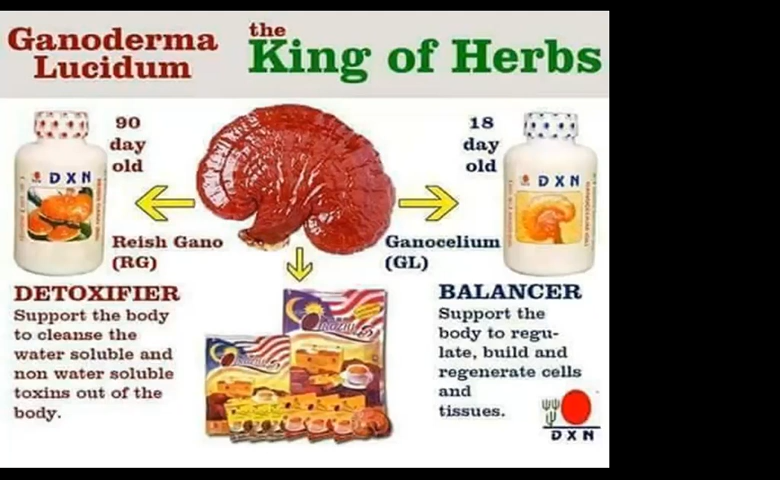 Ganoderma
Lucidum
the
King of Herbs
90
day
old
18
day
old
DXN
DXN
Reish Gano
(RG)
Ganocelium
(GL)
DETOXIFIER
Support the body
to cleanse the
water soluble and
non water soluble
toxins out of the
body.
BALANCER
Support the
body to regu-
late, build and
regenerate cells
and
tissues.
DXN